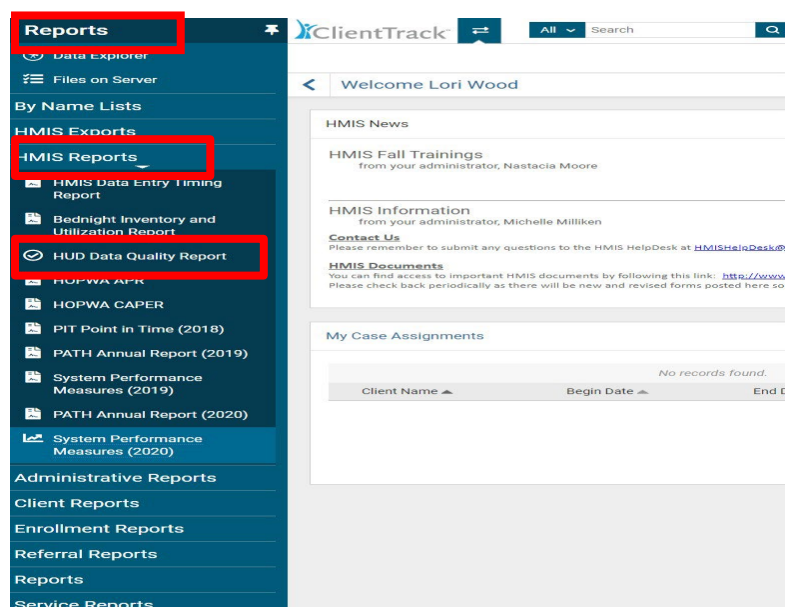 Reports
Data Explorer
Files on Server
By Name Lists
HMIS Exports
HMIS Reports
HMIS Data Entry Timing
Report
Bednight Inventory and
Utilization Report
HUD Data Quality Report
HOPWA APR
HOPWA CAPER
PIT Point in Time (2018)
PATH Annual Report (2019)
System Performance
Measures (2019)
PATH Annual Report (2020)
System Performance
Measures (2020)
Administrative Reports
Client Reports
Enrollment Reports
Referral Reports
Reports
Service Reports
ClientTrack
All
Search
Welcome Lori Wood
HMIS News
HMIS Fall Trainings
from your administrator, Nastacia Moore
HMIS Information
from your administrator, Michelle Milliken
Contact Us
Please remember to submit any questions to the HMIS HelpDesk at HMISHelpDesk@
HMIS Documents
You can find access to important HMIS documents by following this link: http://www
Please check back periodically as there will be new and revised forms posted here so
My Case Assignments
No records found.
Client Name Begin Date End D